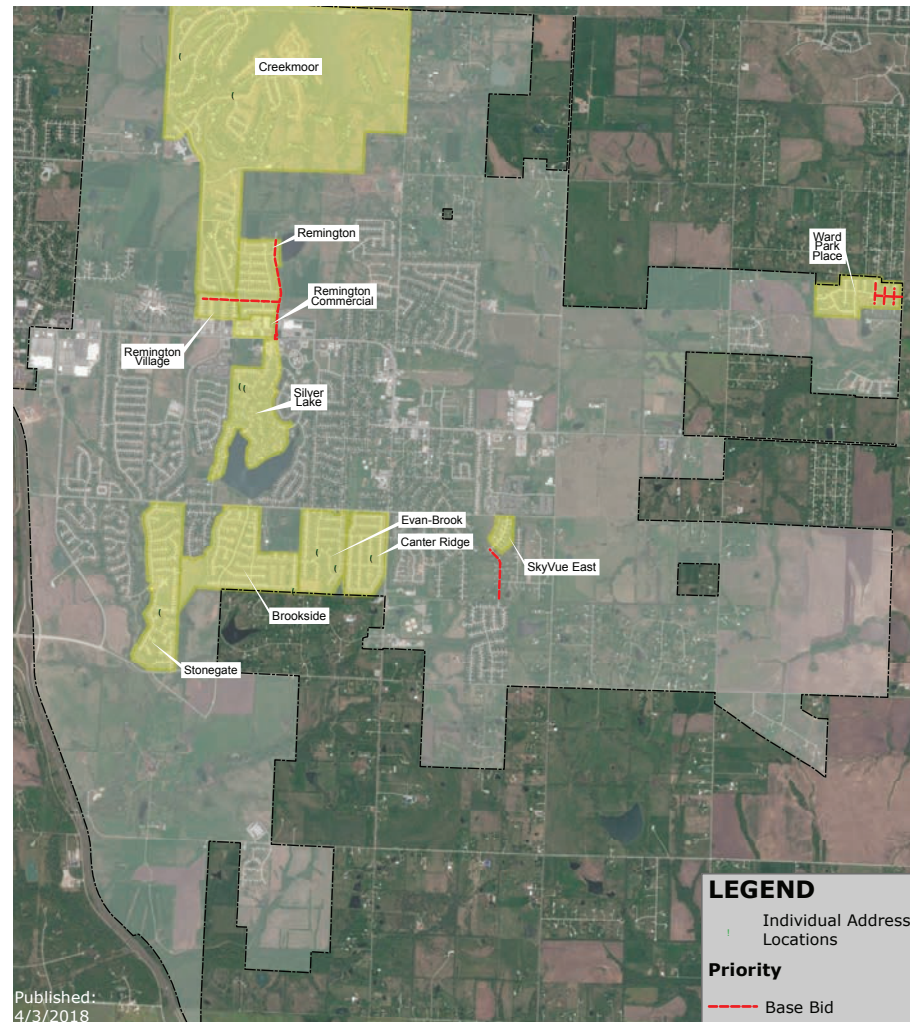 Creekmoor
Remington
Ward
Park
Place
Remington
Commercial
Remington
Village
Silver
Lake
Evan-Brook
Canter Ridge
SkyVue East
Brookside
Stonegate
LEGEND
Individual Address
Locations
Priority
Base Bid
Published:
4/3/2018